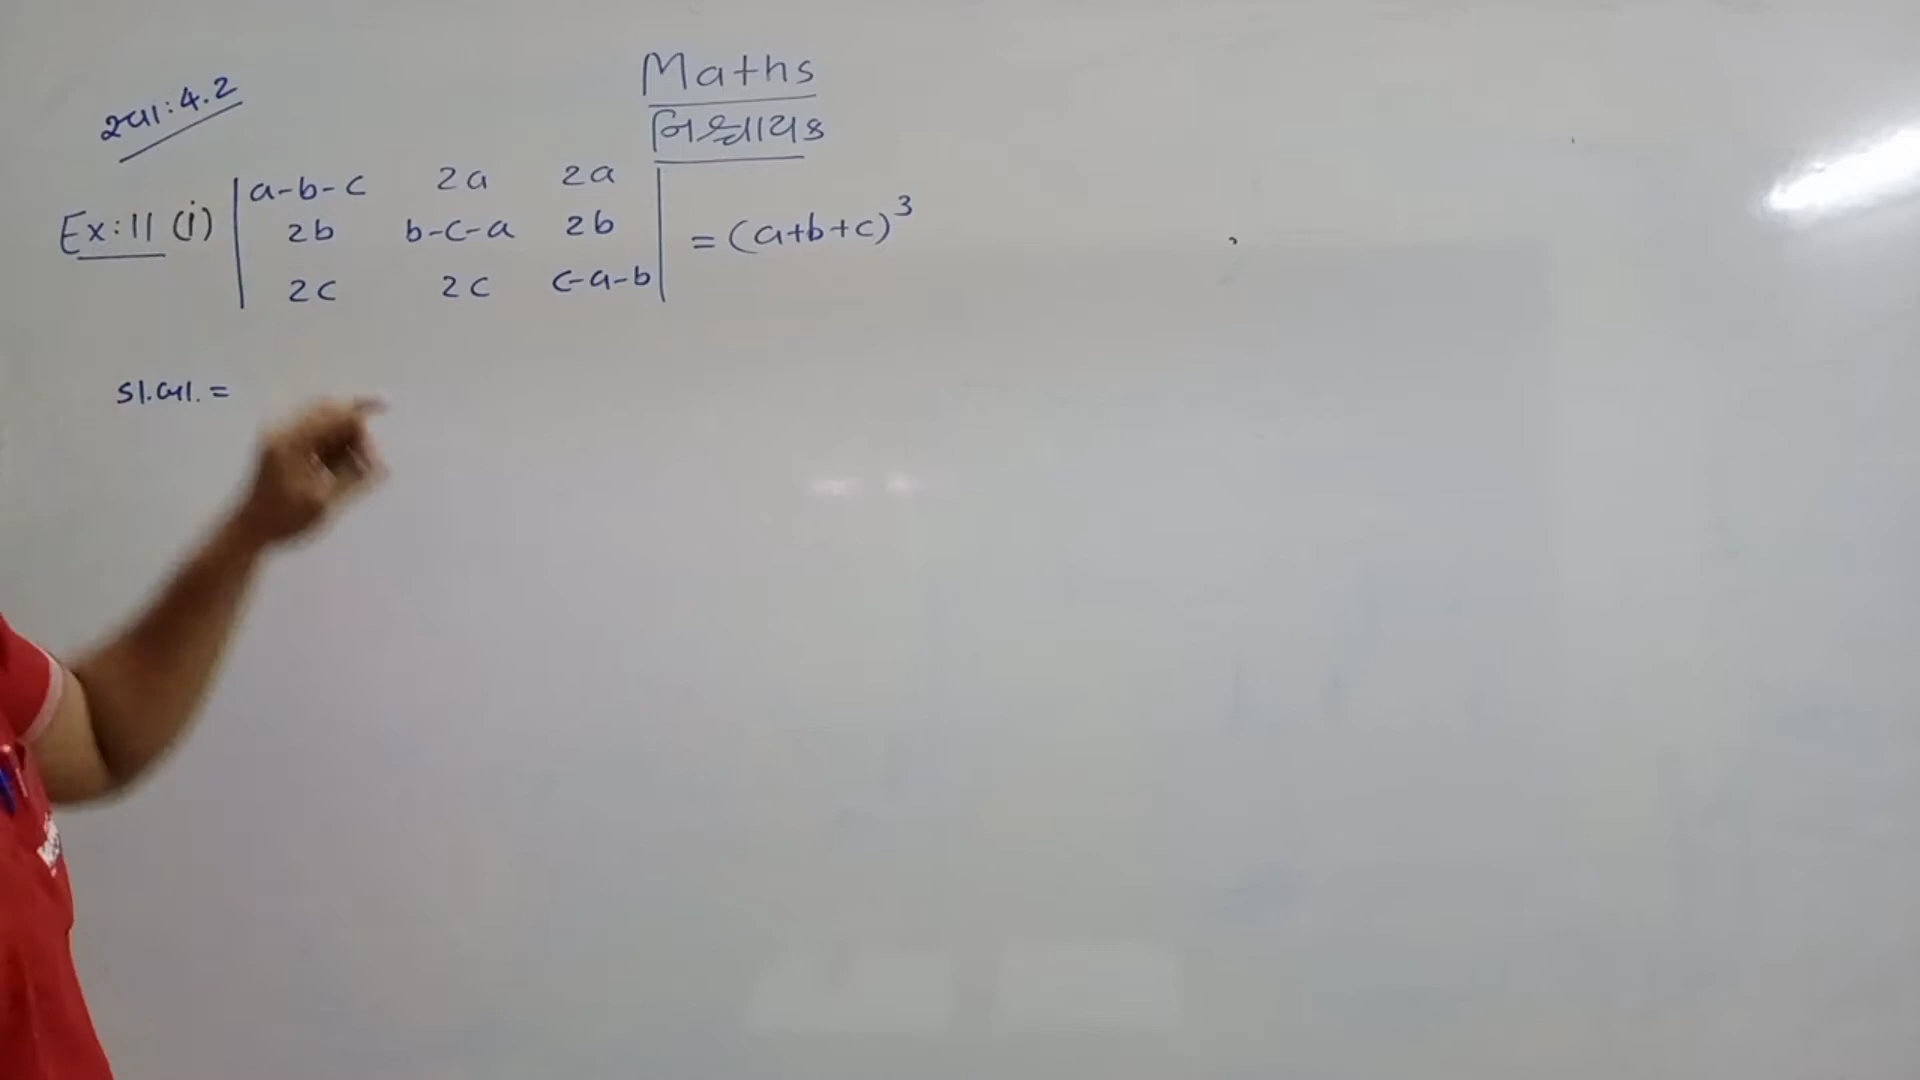 Maths
નિશ્ચાયક
સ્વા: 4.2
Ex: 11 (i) | a-b-c 2a 2a |
| 2b b-c-a 2b | = (a+b+c)³
| 2c 2c c-a-b |
ડા.બા. =